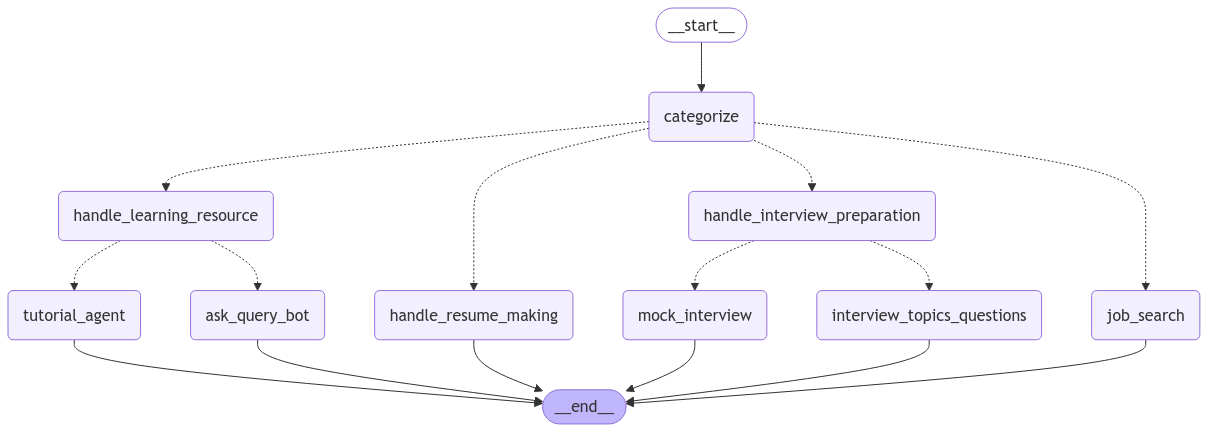 __start__
categorize
handle_learning_resource
handle_interview_preparation
tutorial_agent
ask_query_bot
handle_resume_making
mock_interview
interview_topics_questions
job_search
__end__